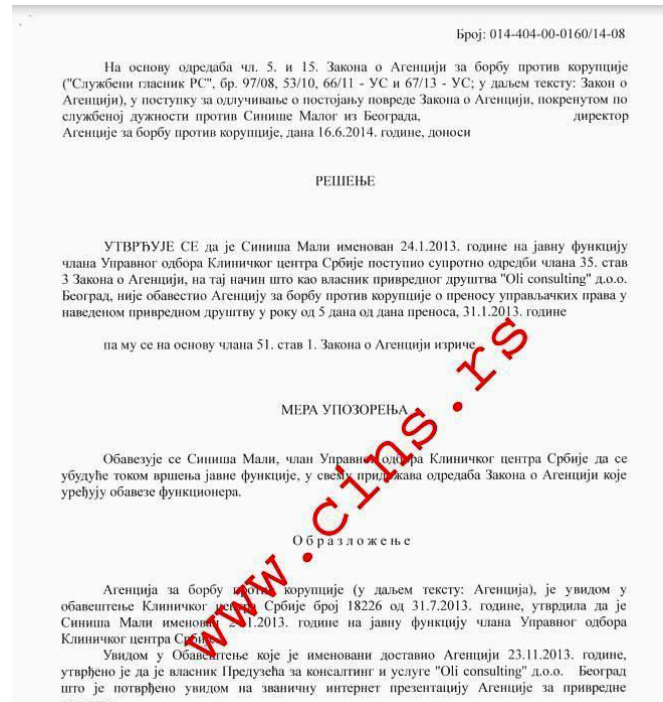 Број: 014-404-00-0160/14-08
На основу одредаба чл. 5. и 15. Закона о Агенцији за борбу против корупције
("Службени гласник РС", бр. 97/08, 53/10, 66/11 - УС и 67/13 - УС; у даљем тексту: Закон о
Агенцији), у поступку за одлучивање о постојању повреде Закона о Агенцији, покренутом по
службеној дужности против Синише Малог из Београда, директор
Агенције за борбу против корупције, дана 16.6.2014. године, доноси
РЕШЕЊЕ
УТВРЂУЈЕ СЕ да је Синиша Мали именован 24.1.2013. године на јавну функцију
члана Управног одбора Клиничког центра Србије поступио супротно одредби члана 35. став
3 Закона о Агенцији, на тај начин што као власник привредног друштва "Oli consulting" д.о.о.
Београд, није обавестио Агенцију за борбу против корупције о преносу управљачких права у
наведеном привредном друштву у року од 5 дана од дана преноса, 31.1.2013. године
па му се на основу члана 51. став 1. Закона о Агенцији изриче
МЕРА УПОЗОРЕЊА
Обавезује се Синиша Мали, члан Управног одбора Клиничког центра Србије да се
убудуће током вршења јавне функције, у свему придржава одредаба Закона о Агенцији које
уређују обавезе функционера.
О б р а з л о ж е њ е
Агенција за борбу против корупције (у даљем тексту: Агенција), је увидом у
обавештење Клиничког центра Србије број 18226 од 31.7.2013. године, утврдила да је
Синиша Мали именован 24.1.2013. године на јавну функцију члана Управног одбора
Клиничког центра Србије.
Увидом у Обавештење које је именовани доставио Агенцији 23.11.2013. године,
утврђено је да је власник Предузећа за консалтинг и услуге "Oli consulting" д.о.о. Београд
што је потврђено увидом на званичну интернет презентацију Агенције за привредне
www.cins.rs